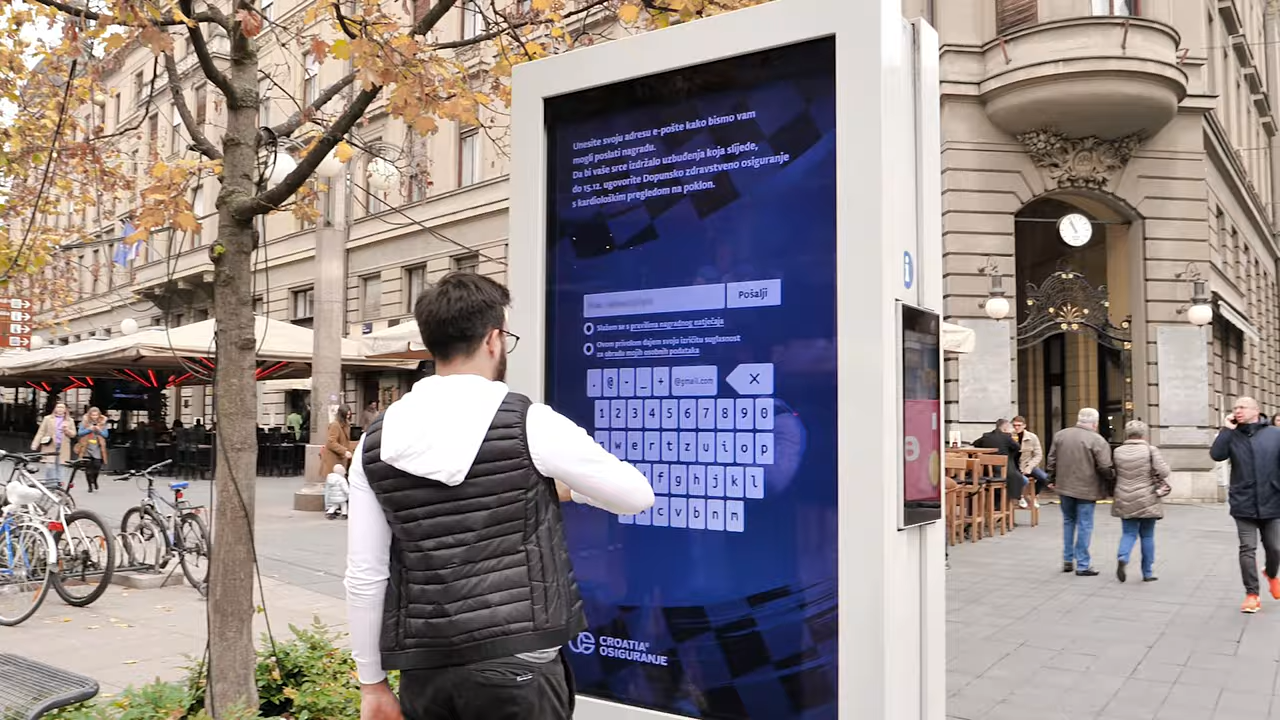 Unesite svoju adresu e-pošte kako bismo vam
mogli poslati nagradu.
Da bi vaše srce izdržalo uzbuđenja koja slijede,
do 15.12. ugovorite Dopunsko zdravstveno osiguranje
s kardiološkim pregledom na poklon.
Pošalji
Slažem se s pravilima nagradnog natječaja
Ovom privolom dajem svoju izričitu suglasnost
za obradu mojih osobnih podataka
. @ - _ + @gmail.com X
1 2 3 4 5 6 7 8 9 0
w e r t z u i o p
f g h j k l
x c v b n m
CROATIA
OSIGURANJE
i